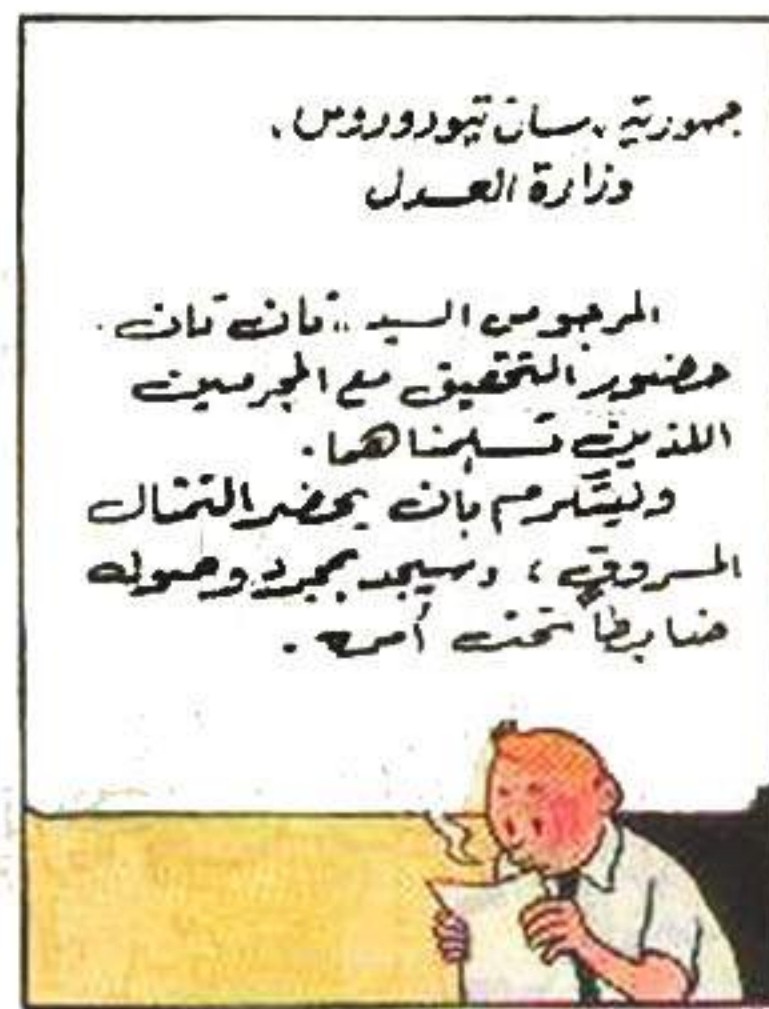 جمهورية "سان تيودوروس"
وزارة العدل
المرجو من السيد "تان تان"
حضور التحقيق مع المجرمين
اللذين تسلمناهما.
وليتكرم بأن يحضر التمثال
المسروق، وسيجد بمجرد وصوله
ضابطاً تحت أمره.